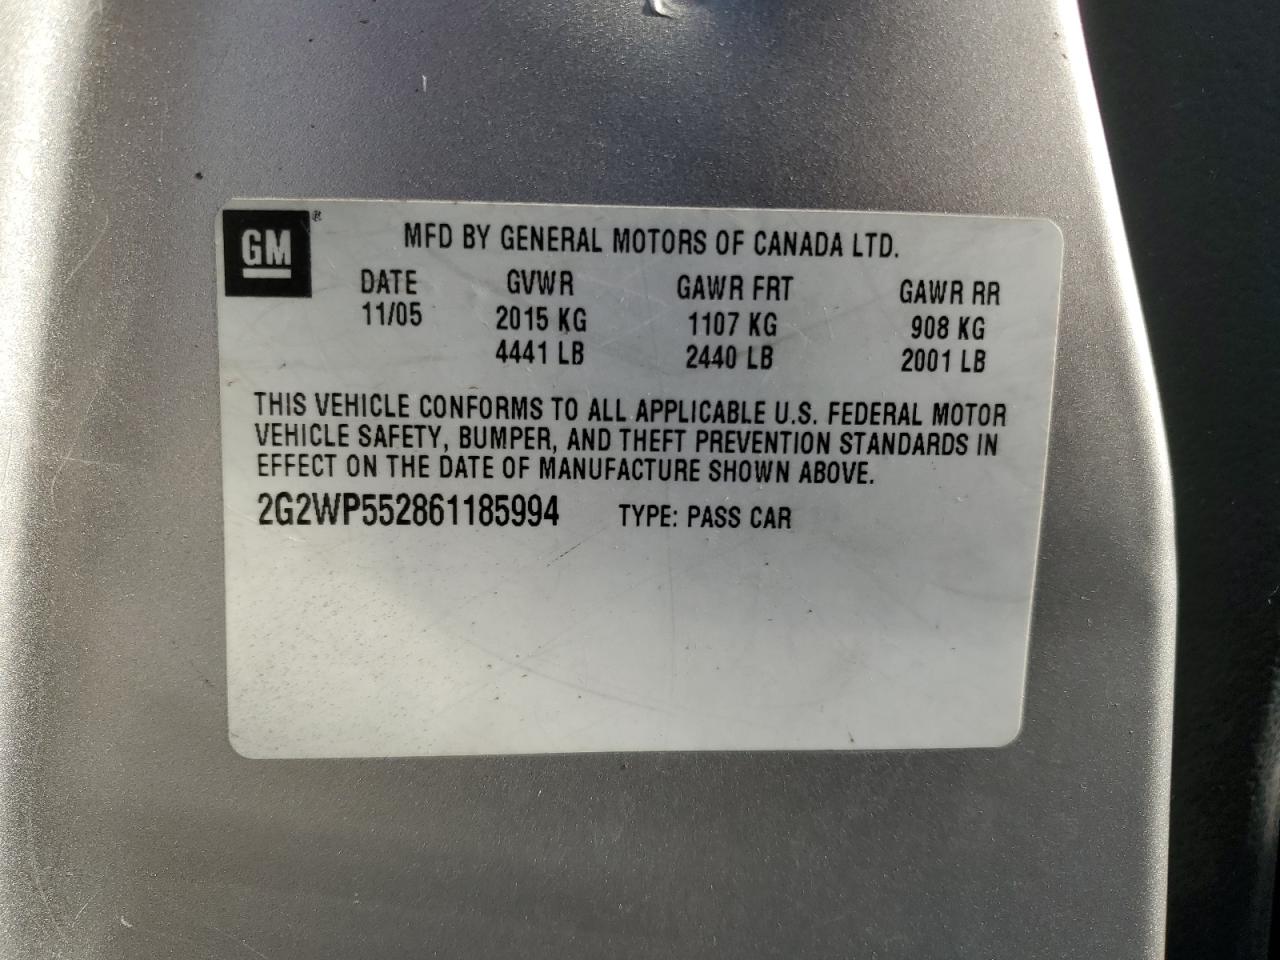 GM ®
MFD BY GENERAL MOTORS OF CANADA LTD.
DATE GVWR GAWR FRT GAWR RR
11/05 2015 KG 1107 KG 908 KG
4441 LB 2440 LB 2001 LB
THIS VEHICLE CONFORMS TO ALL APPLICABLE U.S. FEDERAL MOTOR
VEHICLE SAFETY, BUMPER, AND THEFT PREVENTION STANDARDS IN
EFFECT ON THE DATE OF MANUFACTURE SHOWN ABOVE.
2G2WP552861185994 TYPE: PASS CAR